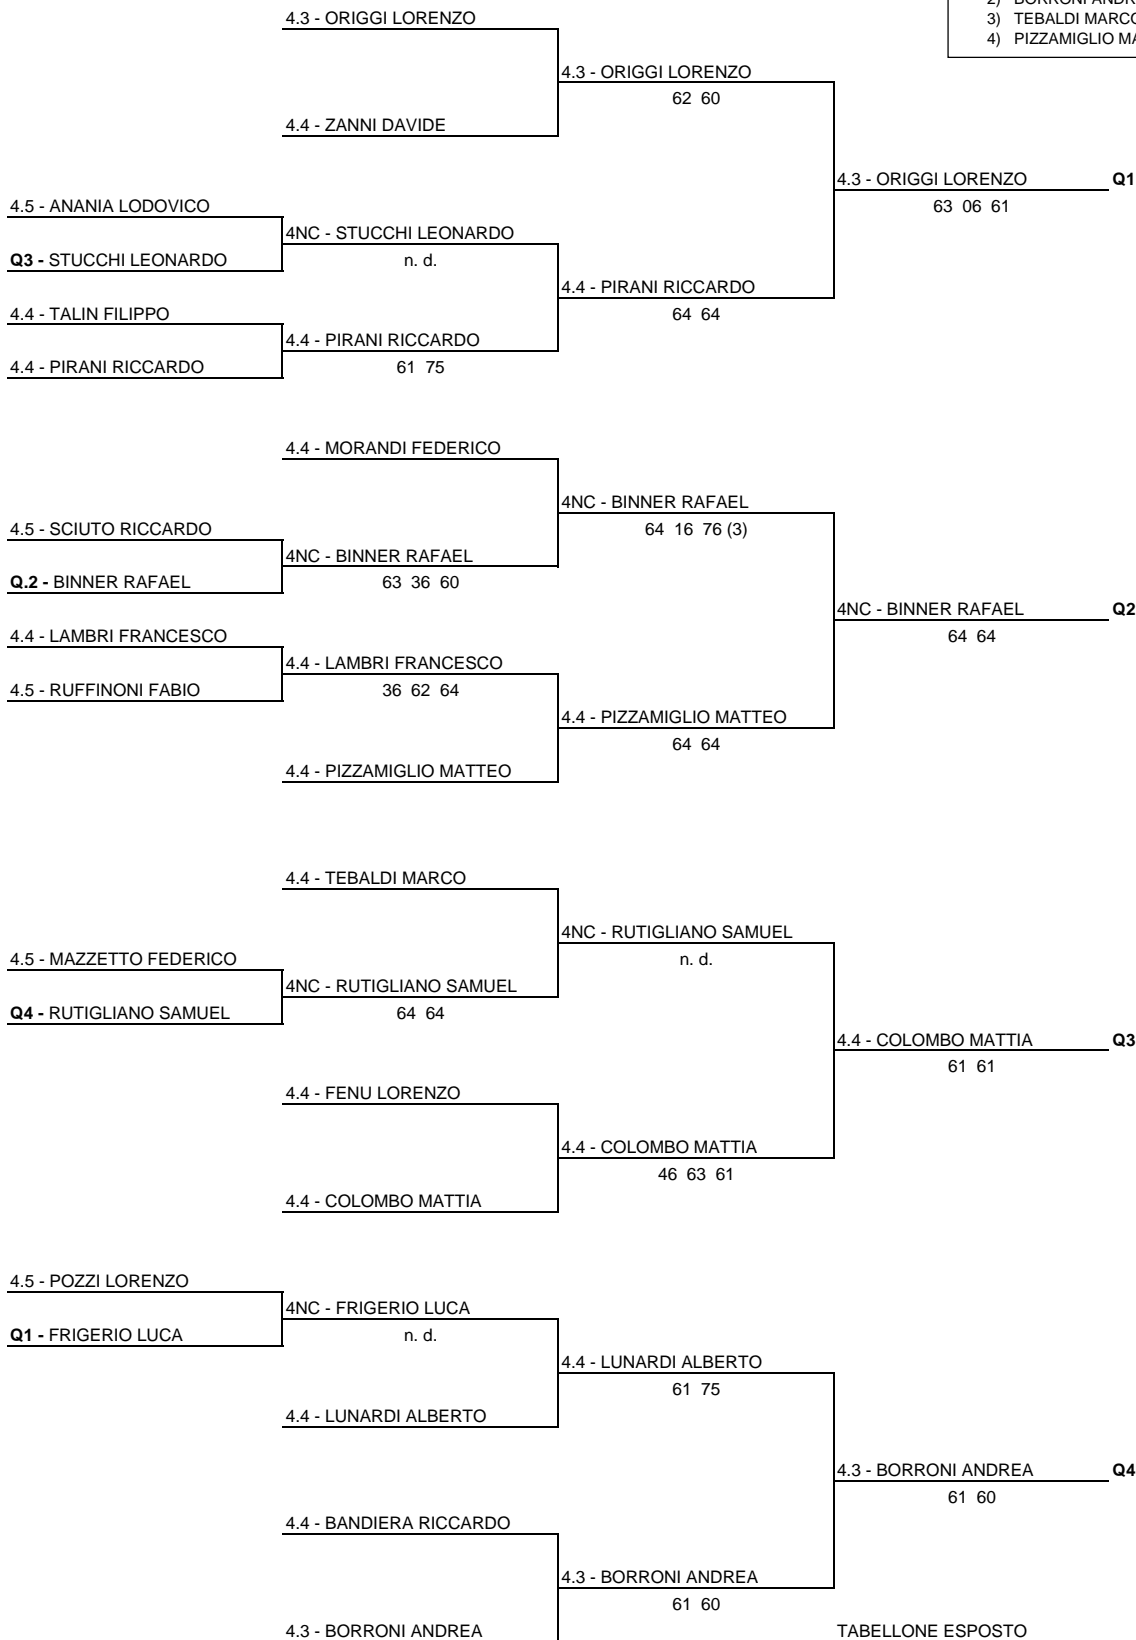 2) BORRONI
4.3 - ORIGGI LORENZO
3) TEBALDI MARCO
4) PIZZAMIGLIO
4.3 - ORIGGI LORENZO
62 60
4.4 - ZANNI DAVIDE
4.3 - ORIGGI LORENZO Q1
63 06 61
4.5 - ANANIA LODOVICO
4NC - STUCCHI LEONARDO
Q3 - STUCCHI LEONARDO n. d.
4.4 - PIRANI RICCARDO
4.4 - TALIN FILIPPO 64 64
4.4 - PIRANI RICCARDO
4.4 - PIRANI RICCARDO 61 75
4.4 - MORANDI FEDERICO
4NC - BINNER RAFAEL
4.5 - SCIUTO RICCARDO 64 16 76 (3)
4NC - BINNER RAFAEL
Q.2 - BINNER RAFAEL 63 36 60
4NC - BINNER RAFAEL Q2
4.4 - LAMBRI FRANCESCO 64 64
4.4 - LAMBRI FRANCESCO
4.5 - RUFFINONI FABIO 36 62 64
4.4 - PIZZAMIGLIO MATTEO
64 64
4.4 - PIZZAMIGLIO MATTEO
4.4 - TEBALDI MARCO
4NC - RUTIGLIANO SAMUEL
4.5 - MAZZETTO FEDERICO n. d.
4NC - RUTIGLIANO SAMUEL
Q4 - RUTIGLIANO SAMUEL 64 64
4.4 - COLOMBO MATTIA Q3
61 61
4.4 - FENU LORENZO
4.4 - COLOMBO MATTIA
46 63 61
4.4 - COLOMBO MATTIA
4.5 - POZZI LORENZO
4NC - FRIGERIO LUCA
Q1 - FRIGERIO LUCA n. d.
4.4 - LUNARDI ALBERTO
61 75
4.4 - LUNARDI ALBERTO
4.3 - BORRONI ANDREA Q4
61 60
4.4 - BANDIERA RICCARDO
4.3 - BORRONI ANDREA
61 60
4.3 - BORRONI ANDREA TABELLONE ESPOSTO